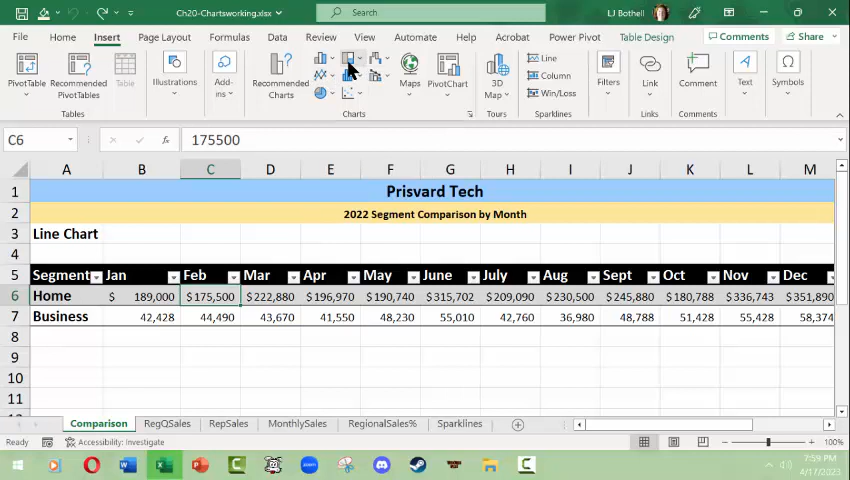 Ch20-Chartsworking.xlsx
Search
LJ Bothell
File Home Insert Page Layout Formulas Data Review View Automate Help Acrobat Power Pivot Table Design Comments Share
PivotTable Recommended PivotTables Table Illustrations Add-ins Recommended Charts Maps PivotChart 3D Map Line Column Win/Loss Filters Link Comment Text Symbols
Tables Charts Tours Sparklines Links Comments
C6 fx 175500
A B C D E F G H I J K L M
1 Prisvard Tech
2 2022 Segment Comparison by Month
3 Line Chart
4
5 Segment Jan Feb Mar Apr May June July Aug Sept Oct Nov Dec
6 Home $ 189,000 $175,500 $222,880 $196,970 $190,740 $315,702 $209,090 $230,500 $245,880 $180,788 $336,743 $351,890
7 Business 42,428 44,490 43,670 41,550 48,230 55,010 42,760 36,980 48,788 51,428 55,428 58,374
8
9
10
11
Comparison RegQSales RepSales MonthlySales RegionalSales% Sparklines
Ready Accessibility: Investigate 100%
7:59 PM
4/17/2023